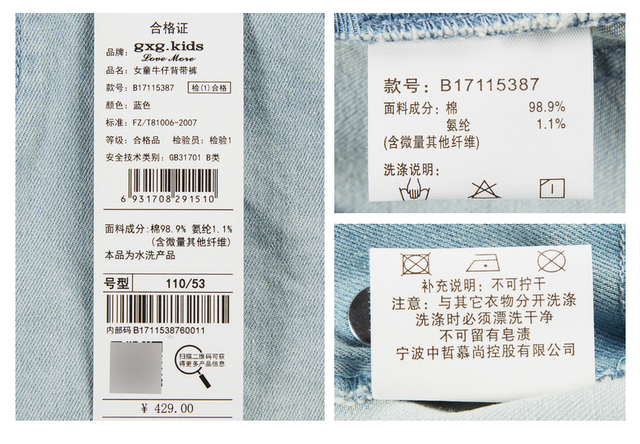 合格证
品牌: gxg.kids
Love More
品名: 女童牛仔背带裤
款号: B17115387 检(1)合格
颜色: 蓝色
标准: FZ/T81006-2007
等级: 合格品 检验员: 检验1
安全技术类别: GB31701 B类
6931708291510
面料成分:棉98.9% 氨纶1.1%
(含微量其他纤维)
本品为水洗产品
号型 110/53
内部码 B1711538760011
扫描二维码可获
得更多产品信息
¥ 429.00
款号: B17115387
面料成分: 棉 98.9%
氨纶 1.1%
(含微量其他纤维)
洗涤说明:
补充说明: 不可拧干
注意: 与其它衣物分开洗涤
洗涤时必须漂洗干净
不可留有皂渍
宁波中哲慕尚控股有限公司